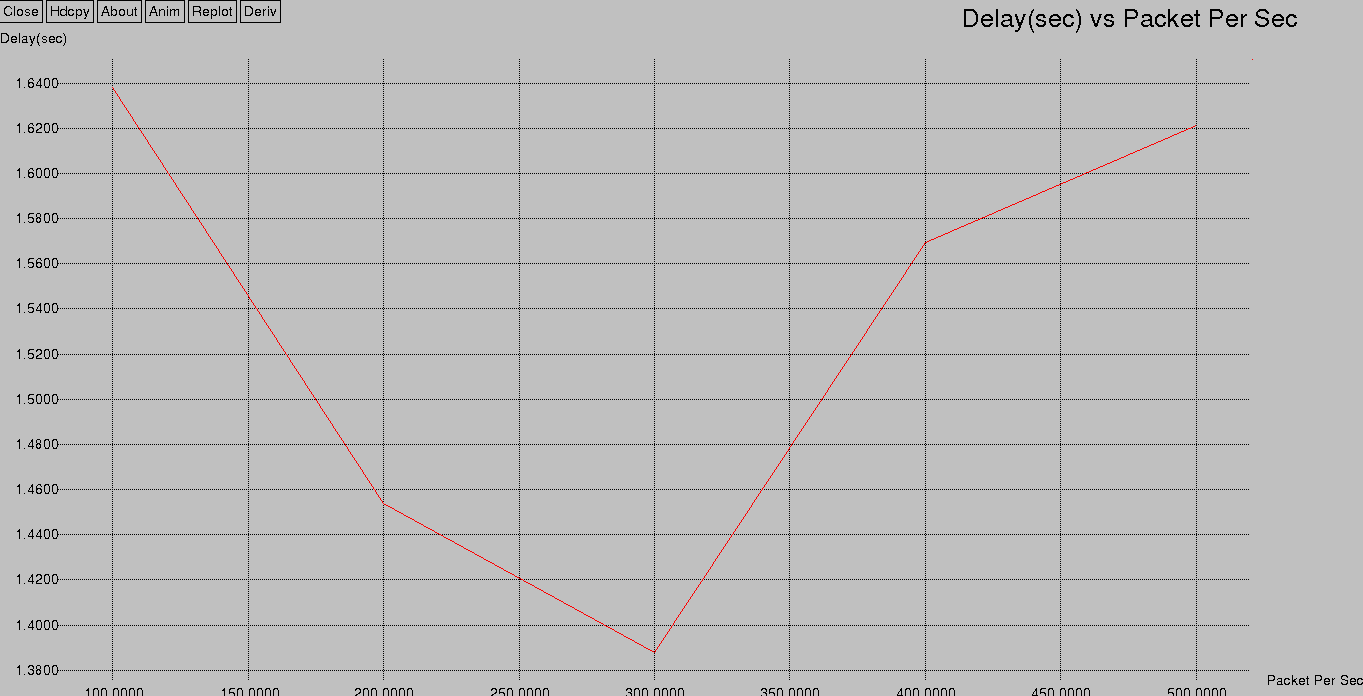 Close Hdcpy About Anim Replot Deriv
Delay(sec) vs Packet Per Sec
Delay(sec)
1.6400
1.6200
1.6000
1.5800
1.5600
1.5400
1.5200
1.5000
1.4800
1.4600
1.4400
1.4200
1.4000
1.3800
100.0000 150.0000 200.0000 250.0000 300.0000 350.0000 400.0000 450.0000 500.0000
Packet Per Sec